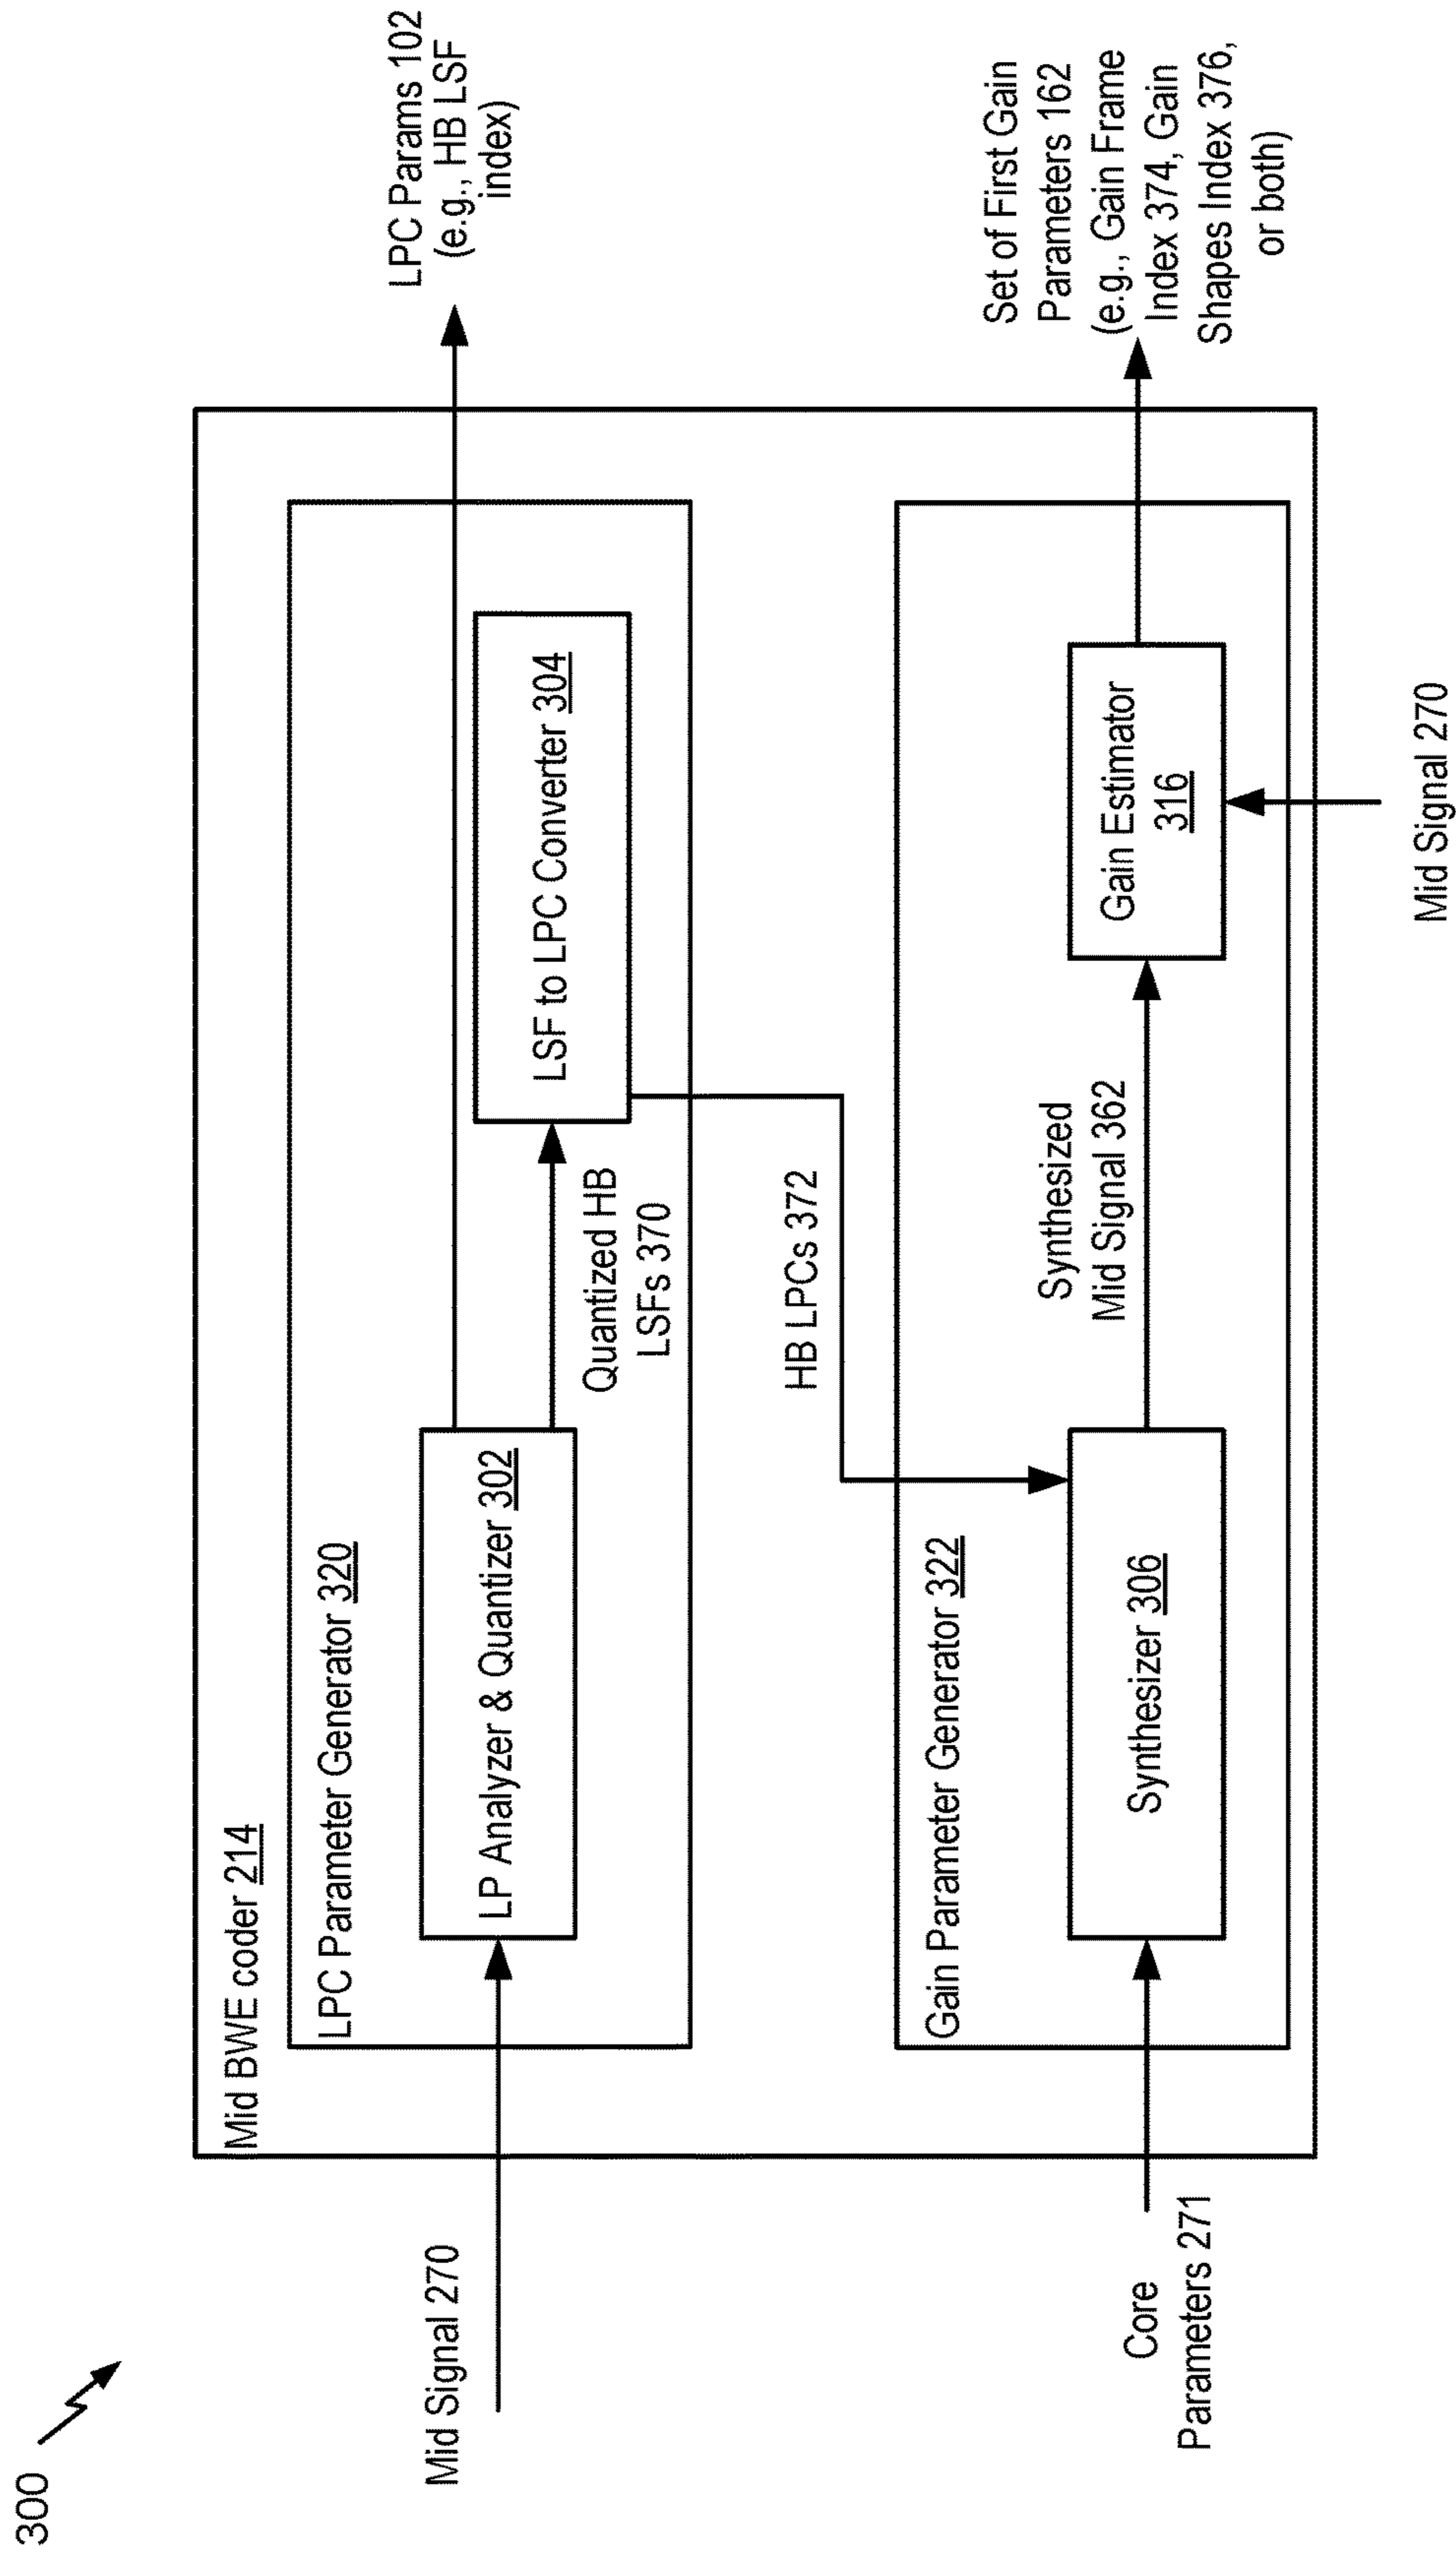 300
Mid BWE coder 214
LPC Parameter Generator 320
Mid Signal 270
LP Analyzer & Quantizer 302
Quantized HB
LSFs 370
LSF to LPC Converter 304
LPC Params 102
(e.g., HB LSF
index)
HB LPCs 372
Gain Parameter Generator 322
Core
Parameters 271
Synthesizer 306
Synthesized
Mid Signal 362
Gain Estimator
316
Mid Signal 270
Set of First Gain
Parameters 162
(e.g., Gain Frame
Index 374, Gain
Shapes Index 376,
or both)